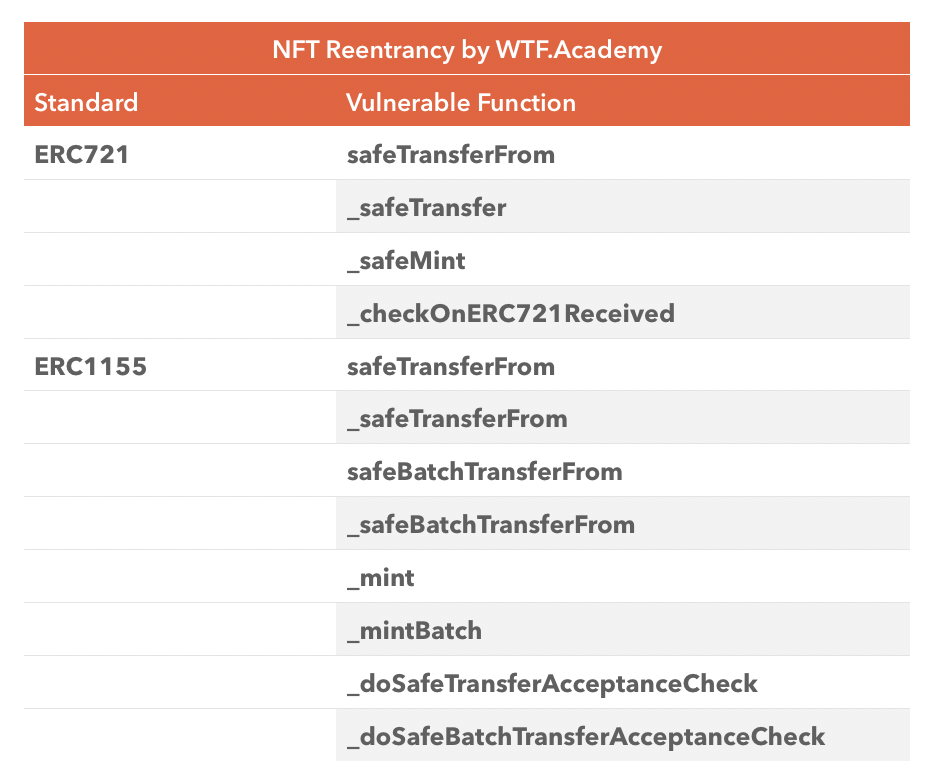 NFT Reentrancy by WTF.Academy
Standard Vulnerable Function
ERC721 safeTransferFrom
_safeTransfer
_safeMint
_checkOnERC721Received
ERC1155 safeTransferFrom
_safeTransferFrom
safeBatchTransferFrom
_safeBatchTransferFrom
_mint
_mintBatch
_doSafeTransferAcceptanceCheck
_doSafeBatchTransferAcceptanceCheck